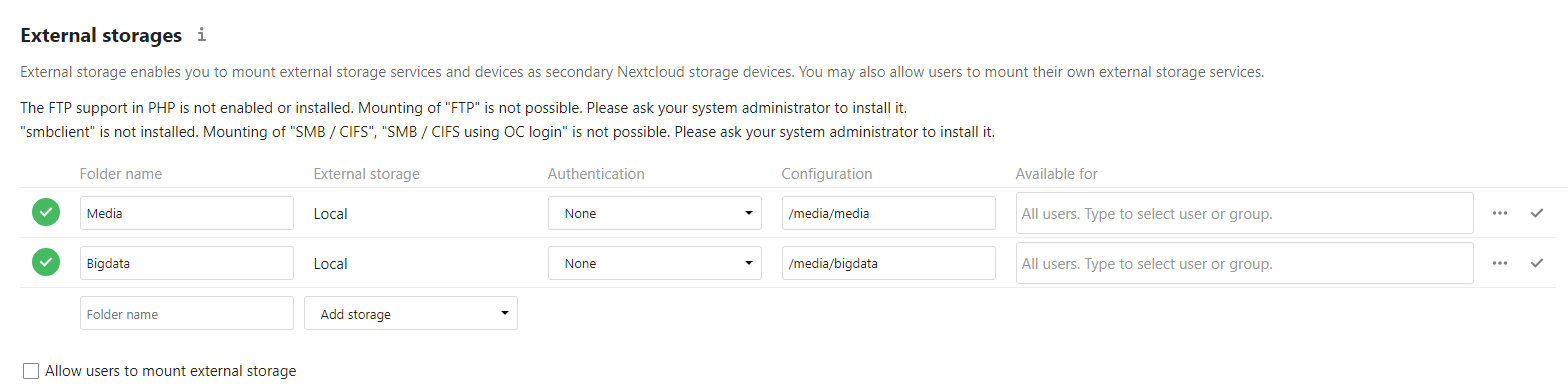 External storages i
External storage enables you to mount external storage services and devices as secondary Nextcloud storage devices. You may also allow users to mount their own external storage services.
The FTP support in PHP is not enabled or installed. Mounting of "FTP" is not possible. Please ask your system administrator to install it.
"smbclient" is not installed. Mounting of "SMB / CIFS", "SMB / CIFS using OC login" is not possible. Please ask your system administrator to install it.
Folder name External storage Authentication Configuration Available for
Media Local None /media/media All users. Type to select user or group.
Bigdata Local None /media/bigdata All users. Type to select user or group.
Folder name Add storage
Allow users to mount external storage